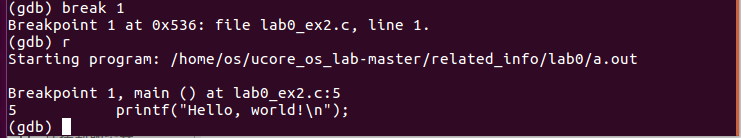 (gdb) break 1
Breakpoint 1 at 0x536: file lab0_ex2.c, line 1.
(gdb) r
Starting program: /home/os/ucore_os_lab-master/related_info/lab0/a.out
Breakpoint 1, main () at lab0_ex2.c:5
5 printf("Hello, world!\n");
(gdb)